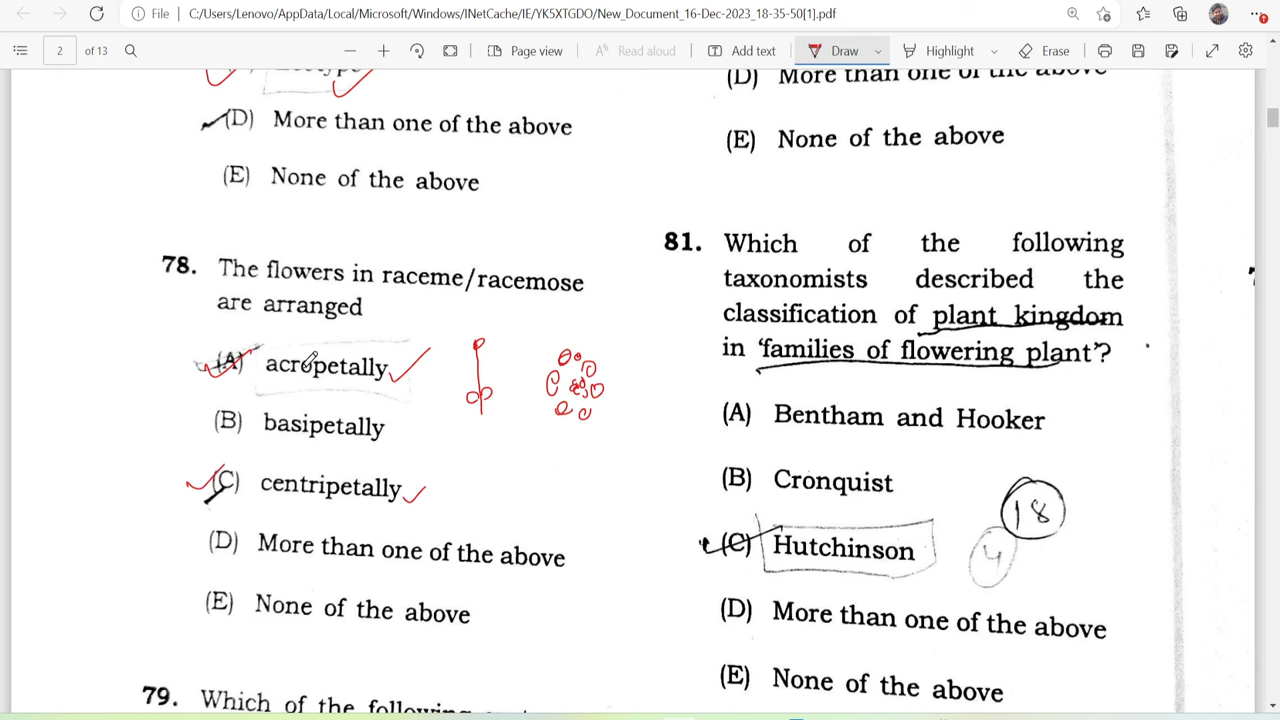 File
C:/Users/Lenovo/AppData/Local/Microsoft/Windows/INetCache/IE/YK5XTGDO/New_Document_16-Dec-2023_18-35-50[1].pdf
2 of 13
Page view
Read aloud
Add text
Draw
Highlight
Erase
(D) More than one of the above
(E) None of the above
78. The flowers in raceme/racemose
are arranged
(A) acropetally
(B) basipetally
(C) centripetally
(D) More than one of the above
(E) None of the above
79. Which of the following
(D) More than one of the above
(E) None of the above
81. Which of the following
taxonomists described the
classification of plant kingdom
in ‘families of flowering plant’?
(A) Bentham and Hooker
(B) Cronquist
(C) Hutchinson
18
4
(D) More than one of the above
(E) None of the above